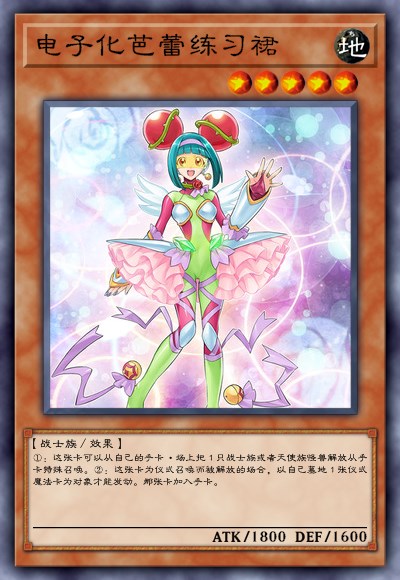 电子化芭蕾练习裙
地
【战士族／效果】
①：这张卡可以从自己的手卡·场上把1只战士族或者天使族怪兽解放从手
卡特殊召唤。②：这张卡为仪式召唤而被解放的场合，以自己墓地1张仪式
魔法卡为对象才能发动。那张卡加入手卡。
ATK/1800 DEF/1600